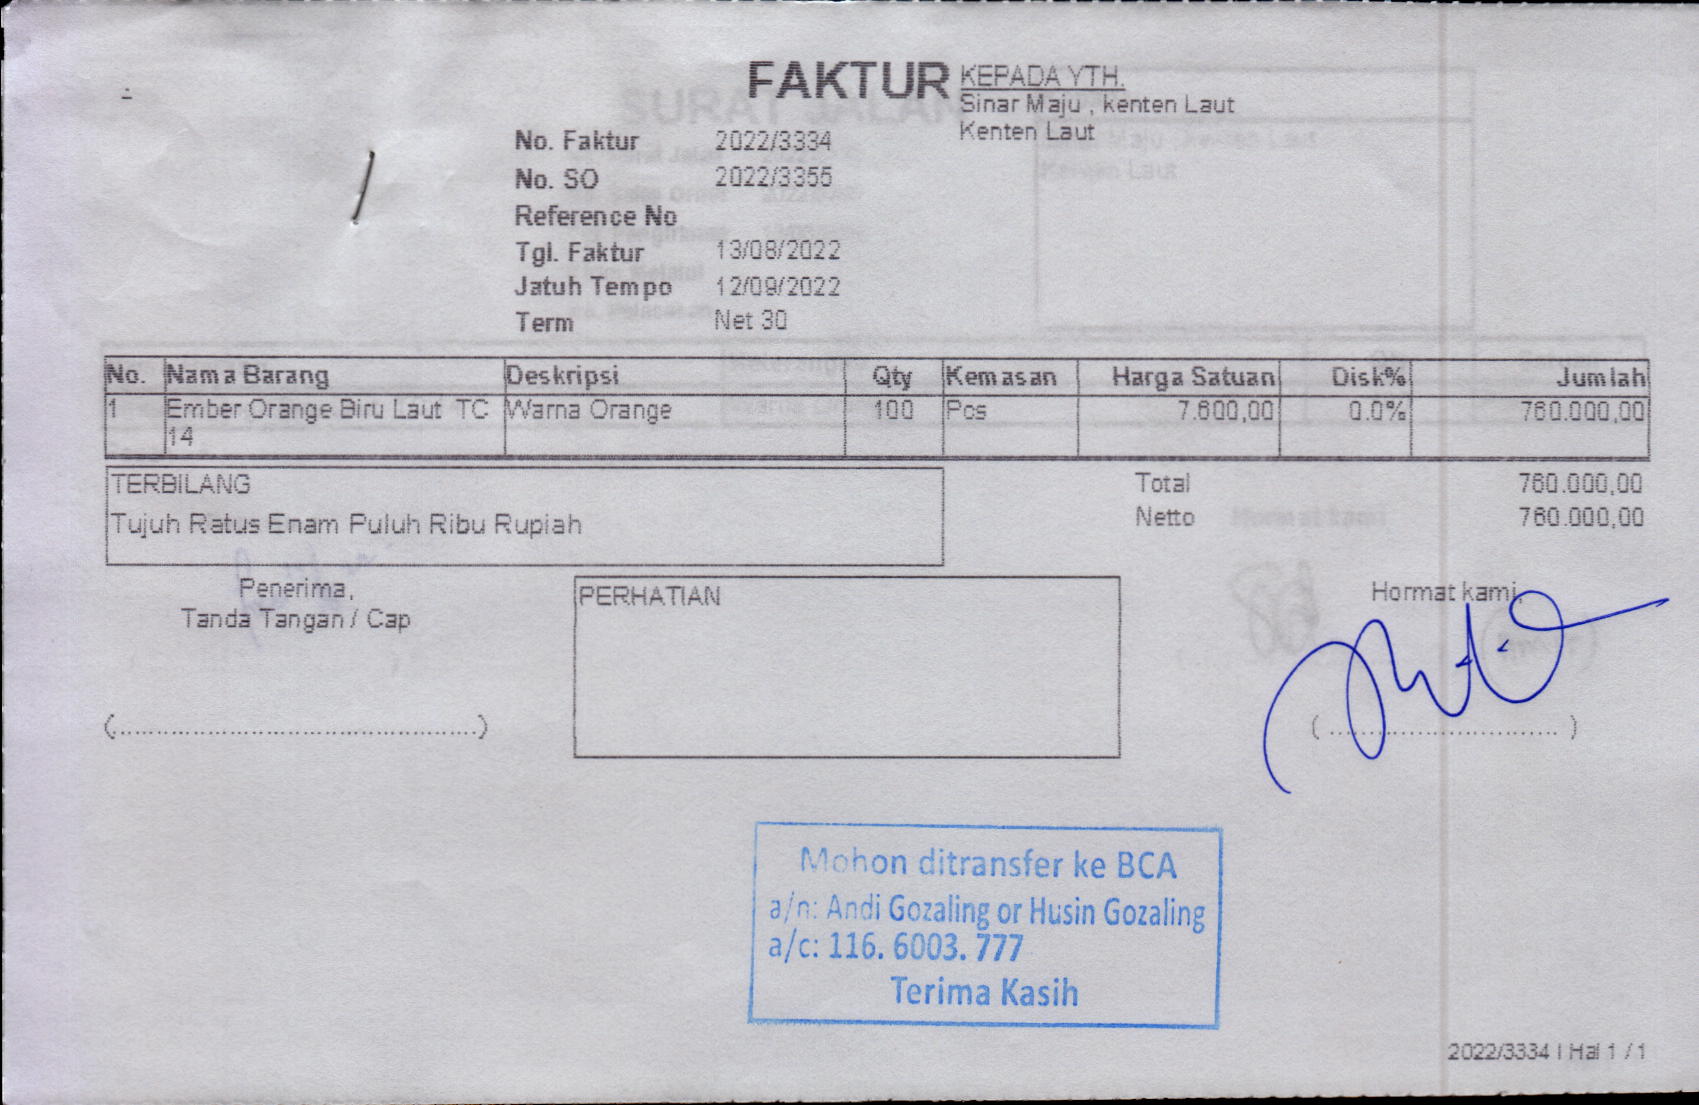 FAKTUR
KEPADA YTH.
Sinar Maju , kenten Laut
Kenten Laut
No. Faktur 2022/3334
No. SO 2022/3355
Reference No
Tgl. Faktur 13/08/2022
Jatuh Tempo 12/09/2022
Term Net 30
No. Nama Barang Deskripsi Qty Kemasan Harga Satuan Disk% Jumlah
1 Ember Orange Biru Laut TC Warna Orange 100 Pcs 7.600,00 0.0% 760.000,00
14
TERBILANG
Tujuh Ratus Enam Puluh Ribu Rupiah
Total 760.000,00
Netto 760.000,00
Penerima,
Tanda Tangan / Cap
(................................................)
PERHATIAN
Hormat kami,
( ............................... )
Mohon ditransfer ke BCA
a/n: Andi Gozaling or Husin Gozaling
a/c: 116. 6003. 777
Terima Kasih
2022/3334 | Hal 1 / 1